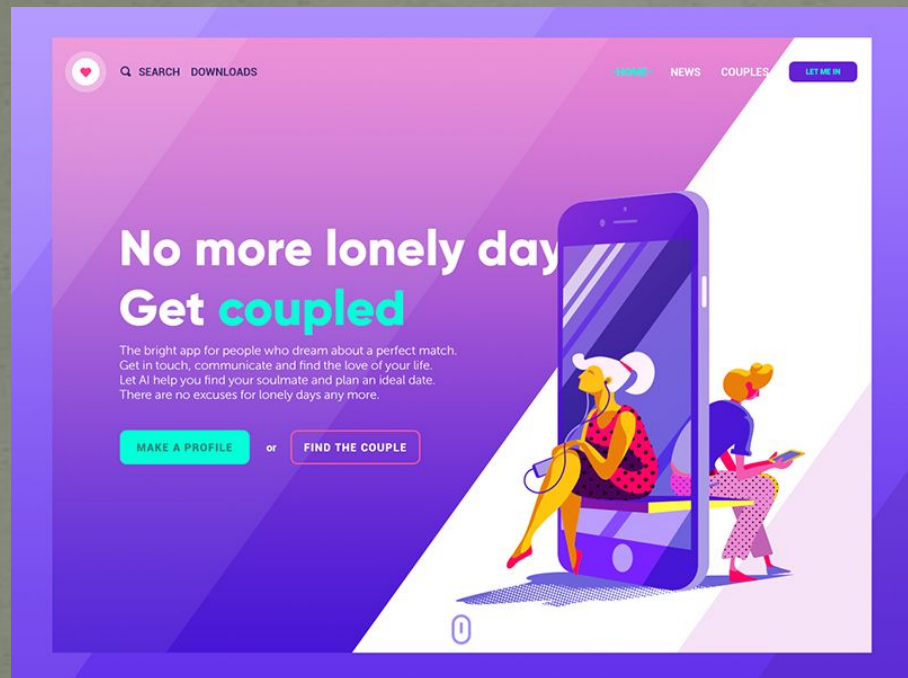 SEARCH DOWNLOADS
HOME NEWS COUPLES LET ME IN
No more lonely day
Get coupled
The bright app for people who dream about a perfect match.
Get in touch, communicate and find the love of your life.
Let AI help you find your soulmate and plan an ideal date.
There are no excuses for lonely days any more.
MAKE A PROFILE or FIND THE COUPLE